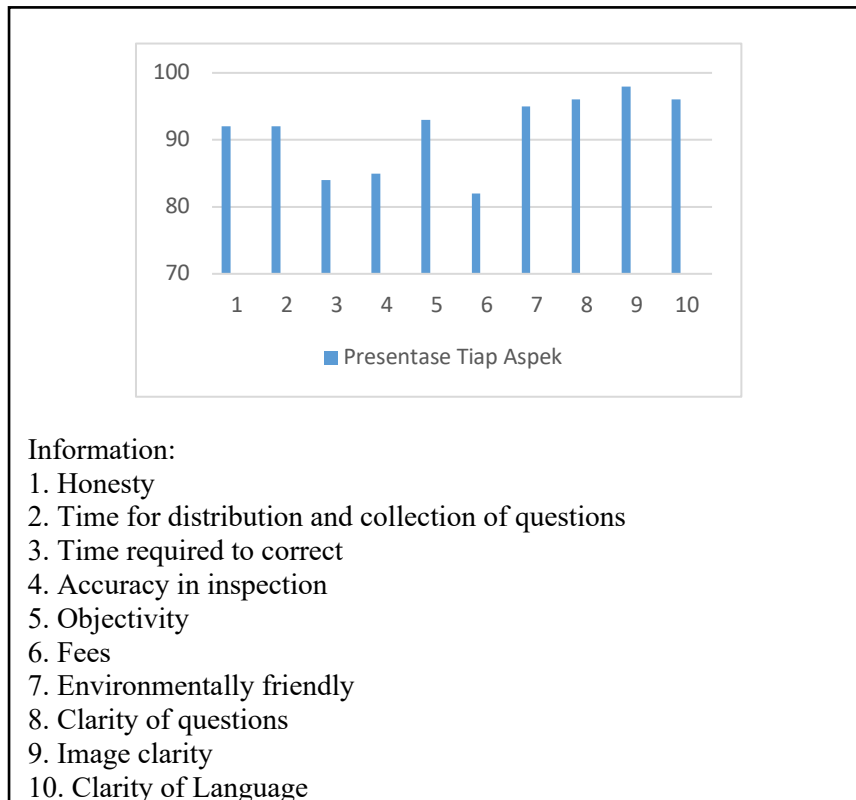 100
90
80
70
1 2 3 4 5 6 7 8 9 10
Presentase Tiap Aspek
Information:
1. Honesty
2. Time for distribution and collection of questions
3. Time required to correct
4. Accuracy in inspection
5. Objectivity
6. Fees
7. Environmentally friendly
8. Clarity of questions
9. Image clarity
10. Clarity of Language